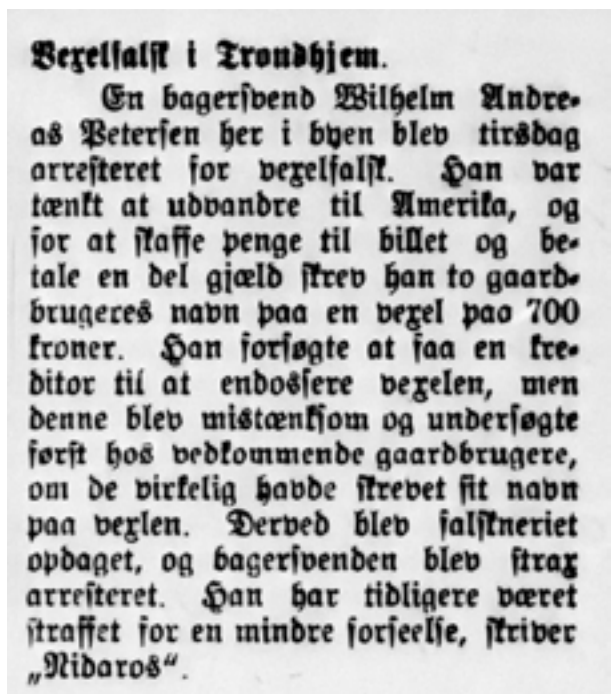 Vexelfalsk i Trondhjem.
En bagersvend Wilhelm Andre-
as Petersen her i byen blev tirsdag
arresteret for vexelfalsk. Han var
tænkt at udvandre til Amerika, og
for at skaffe penge til billet og be-
tale en del gjæld skrev han to gaard-
brugeres navn paa en vexel paa 700
kroner. Han forsøgte at faa en kre-
ditor til at endossere vexelen, men
denne blev mistænksom og undersøgte
først hos vedkommende gaardbrugere,
om de virkelig havde skrevet sit navn
paa vexlen. Derved blev falskneriet
opdaget, og bagersvenden blev strax
arresteret. Han har tidligere været
straffet for en mindre forseelse, skriver
„Nidaros“.